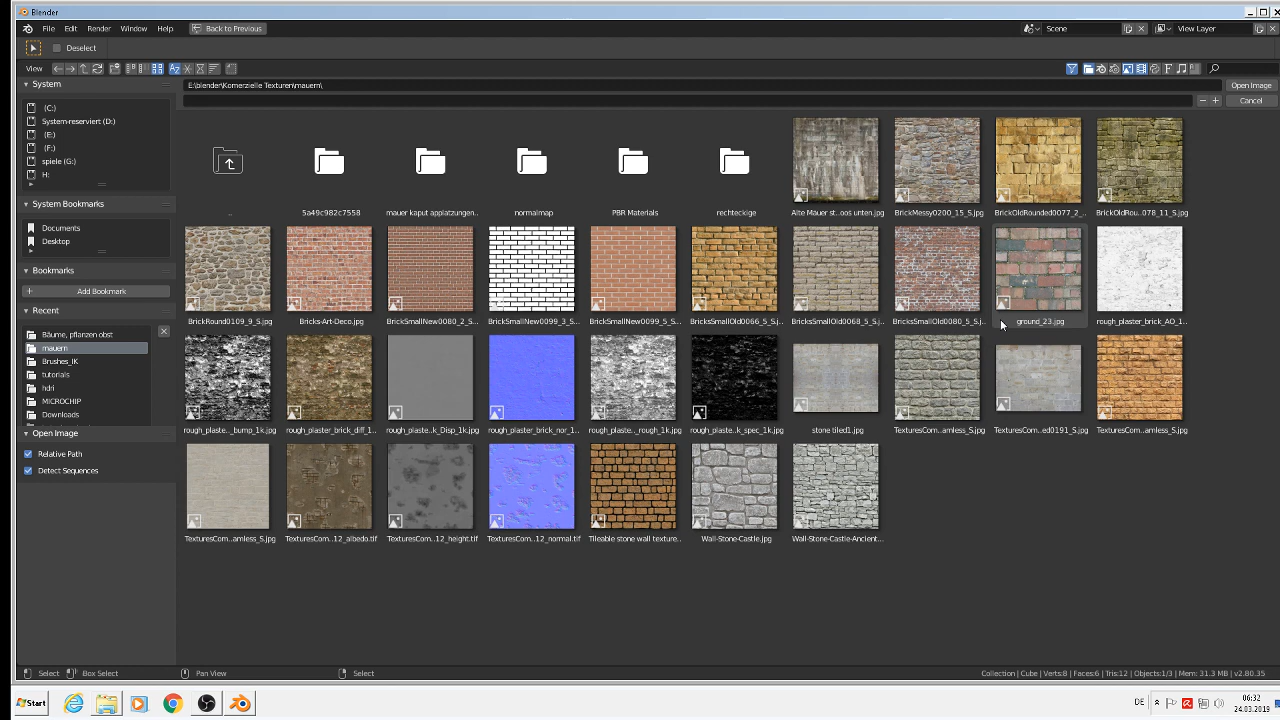 Blender
File Edit Render Window Help Back to Previous Scene View Layer
Deselect
View
System
E:\blender\Komerzielle Texturen\mauern\
Open Image
Cancel
(C:)
System-reserviert (D:)
(E:)
(F:)
spiele (G:)
H:
System Bookmarks
Documents
Desktop
Bookmarks
Add Bookmark
Recent
Bäume, pflanzen obst
mauern
Brushes_IK
tutorials
hdri
MICROCHIP
Downloads
Open Image
Relative Path
Detect Sequences
.. 5a49c982c7558 mauer kaput applatzungen.. normalmap PBR Materials rechteckige Alte Mauer st..oos unten.jpg BrickMessy0200_15_S.jpg BrickOldRounded0077_2_.. BrickOldRou..078_11_S.jpg
BrickRound0109_9_S.jpg Bricks-Art-Deco.jpg BrickSmallNew0080_2_S... BrickSmallNew0099_3_S... BrickSmallNew0099_5_S... BricksSmallOld0066_5_S.j.. BricksSmallOld0068_5_S.j.. BricksSmallOld0080_5_S.j.. ground_23.jpg rough_plaster_brick_AO_1...
rough_plaste.._bump_1k.jpg rough_plaster_brick_diff_1... rough_plaste..k_Disp_1k.jpg rough_plaster_brick_nor_1... rough_plaste.._rough_1k.jpg rough_plaste..k_spec_1k.jpg stone tiled1.jpg TexturesCom..amless_S.jpg TexturesCom..ed0191_S.jpg TexturesCom..amless_S.jpg
TexturesCom..amless_S.jpg TexturesCom..12_albedo.tif TexturesCom..12_height.tif TexturesCom..12_normal.tif Tileable stone wall texture.. Wall-Stone-Castle.jpg Wall-Stone-Castle-Ancient...
Select Box Select Pan View Select Collection | Cube | Verts:8 | Faces:6 | Tris:12 | Objects:1/3 | Mem: 31.3 MB | v2.80.35
Start DE 06:32
24.03.2019